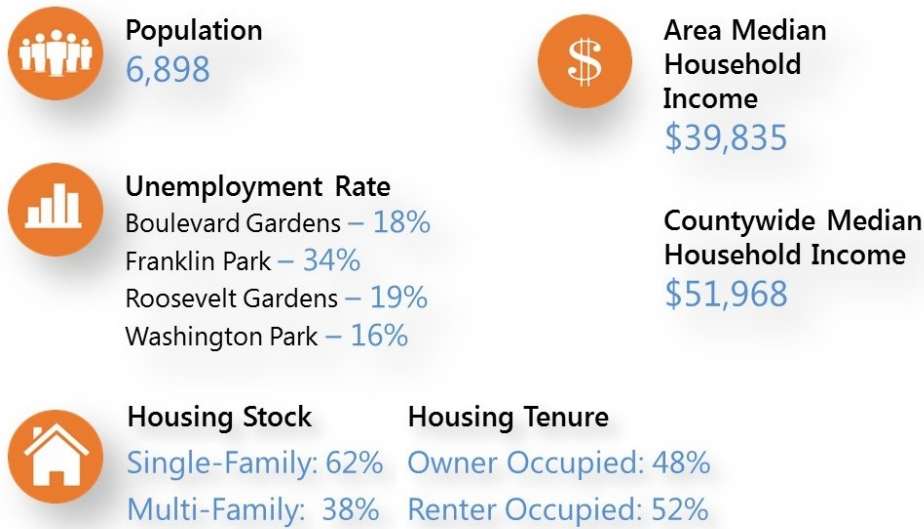 Population
6,898
Area Median
Household
Income
$39,835
Unemployment Rate
Boulevard Gardens – 18%
Franklin Park – 34%
Roosevelt Gardens – 19%
Washington Park – 16%
Countywide Median
Household Income
$51,968
Housing Stock
Single-Family: 62%
Multi-Family: 38%
Housing Tenure
Owner Occupied: 48%
Renter Occupied: 52%